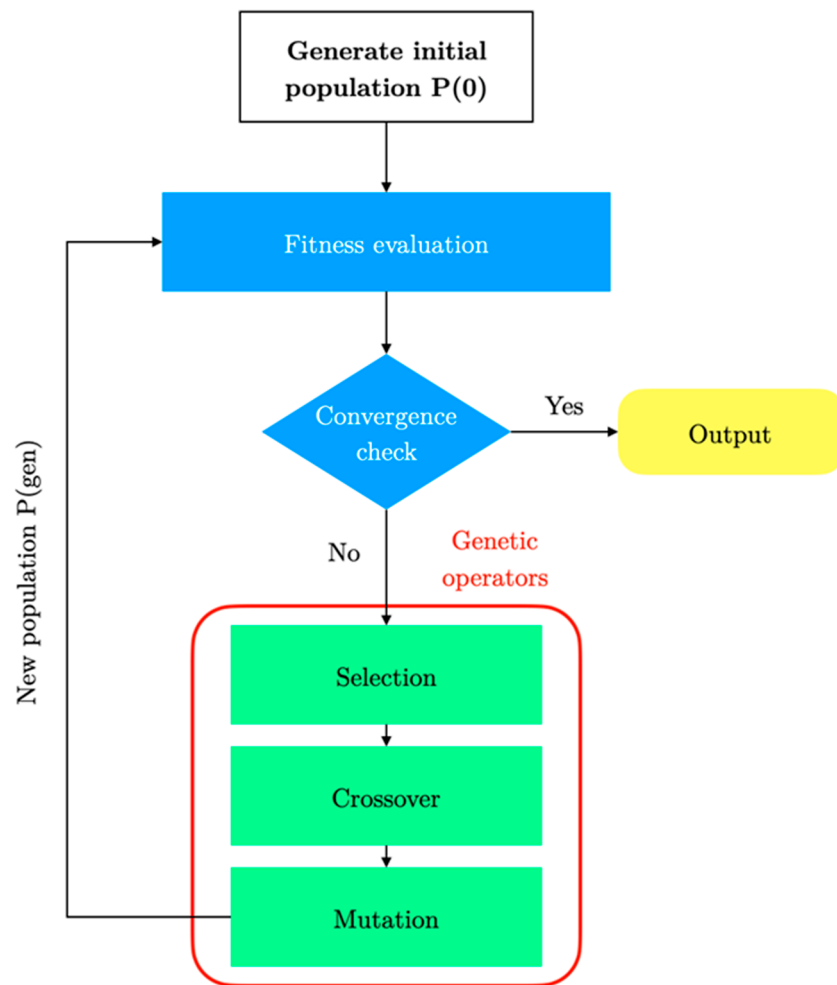 Generate initial
population P(0)
Fitness evaluation
Convergence
check
Yes
Output
No
Genetic
operators
New population P(gen)
Selection
Crossover
Mutation